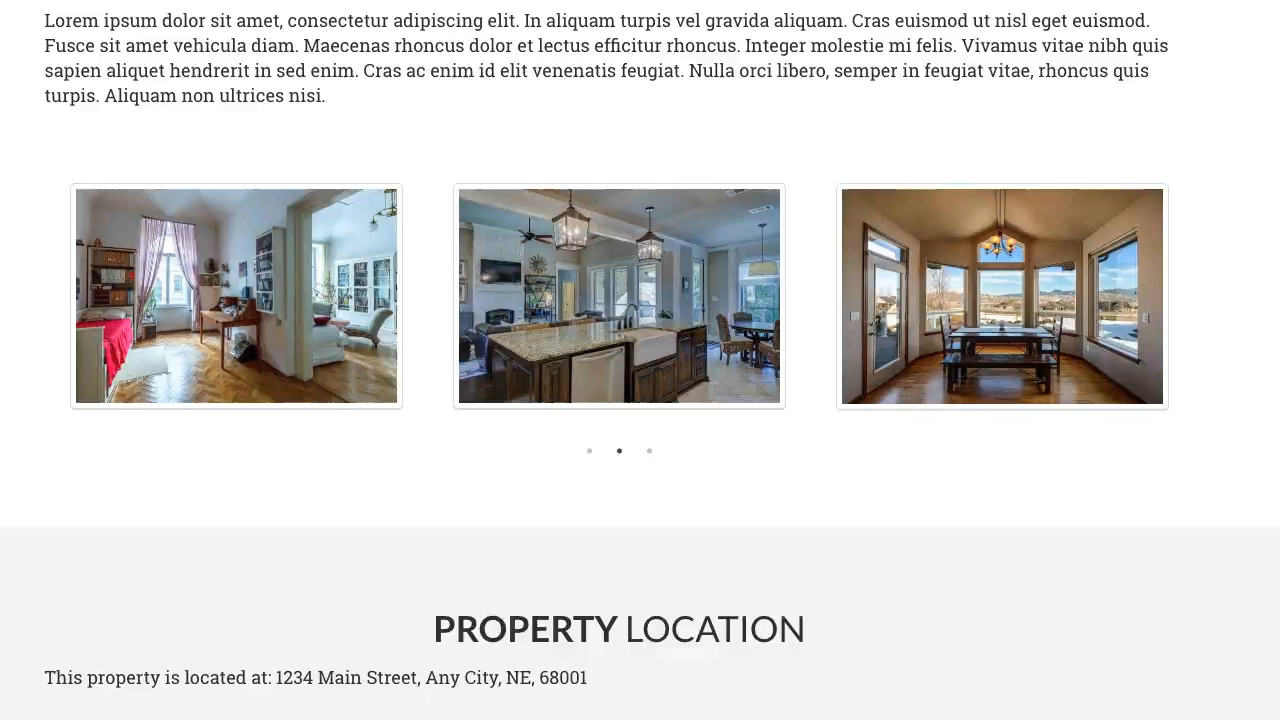 Lorem ipsum dolor sit amet, consectetur adipiscing elit. In aliquam turpis vel gravida aliquam. Cras euismod ut nisl eget euismod.
Fusce sit amet vehicula diam. Maecenas rhoncus dolor et lectus efficitur rhoncus. Integer molestie mi felis. Vivamus vitae nibh quis
sapien aliquet hendrerit in sed enim. Cras ac enim id elit venenatis feugiat. Nulla orci libero, semper in feugiat vitae, rhoncus quis
turpis. Aliquam non ultrices nisi.
PROPERTY LOCATION
This property is located at: 1234 Main Street, Any City, NE, 68001